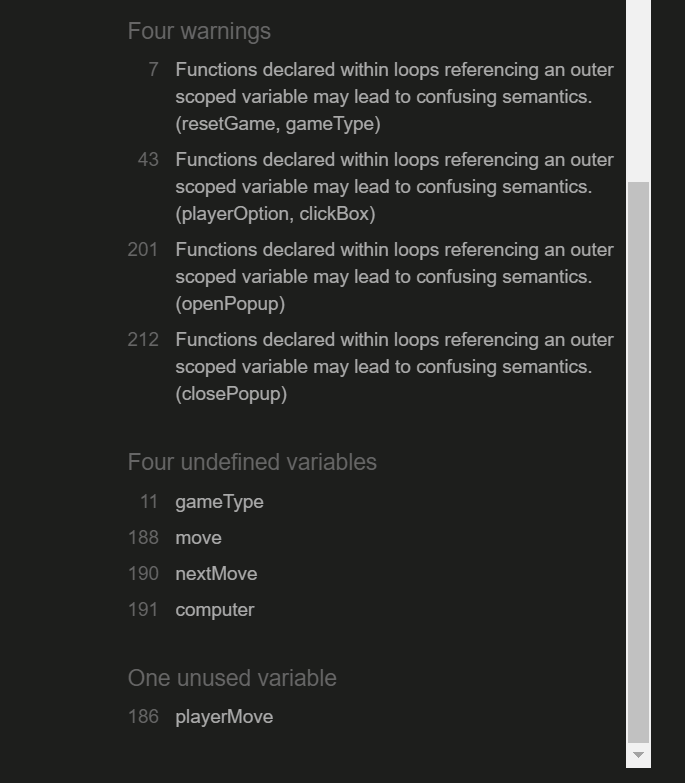 Four warnings
7 Functions declared within loops referencing an outer
scoped variable may lead to confusing semantics.
(resetGame, gameType)
43 Functions declared within loops referencing an outer
scoped variable may lead to confusing semantics.
(playerOption, clickBox)
201 Functions declared within loops referencing an outer
scoped variable may lead to confusing semantics.
(openPopup)
212 Functions declared within loops referencing an outer
scoped variable may lead to confusing semantics.
(closePopup)
Four undefined variables
11 gameType
188 move
190 nextMove
191 computer
One unused variable
186 playerMove